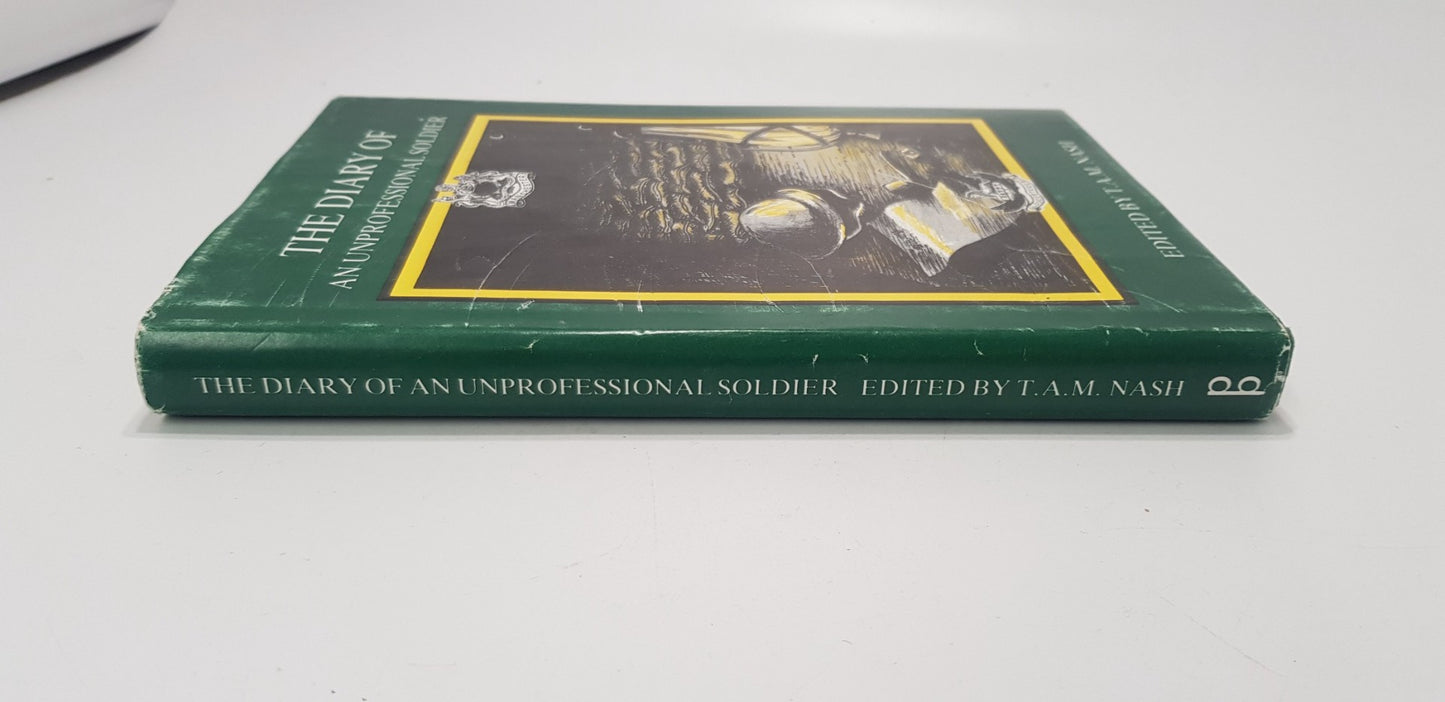 THE DIARY OF
AN UNPROFESSIONAL SOLDIER
EDITED BY T.A.M. NASH
THE DIARY OF AN UNPROFESSIONAL SOLDIER EDITED BY T.A.M. NASH